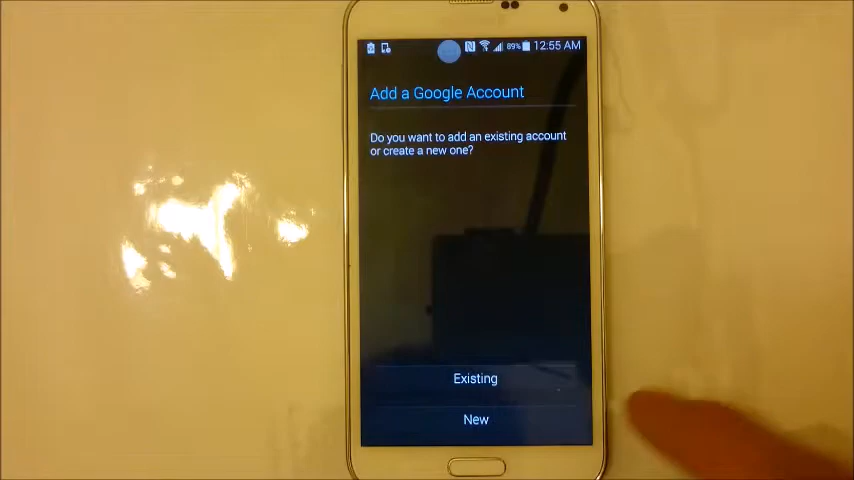 89% 12:55 AM
Add a Google Account
Do you want to add an existing account
or create a new one?
Existing
New